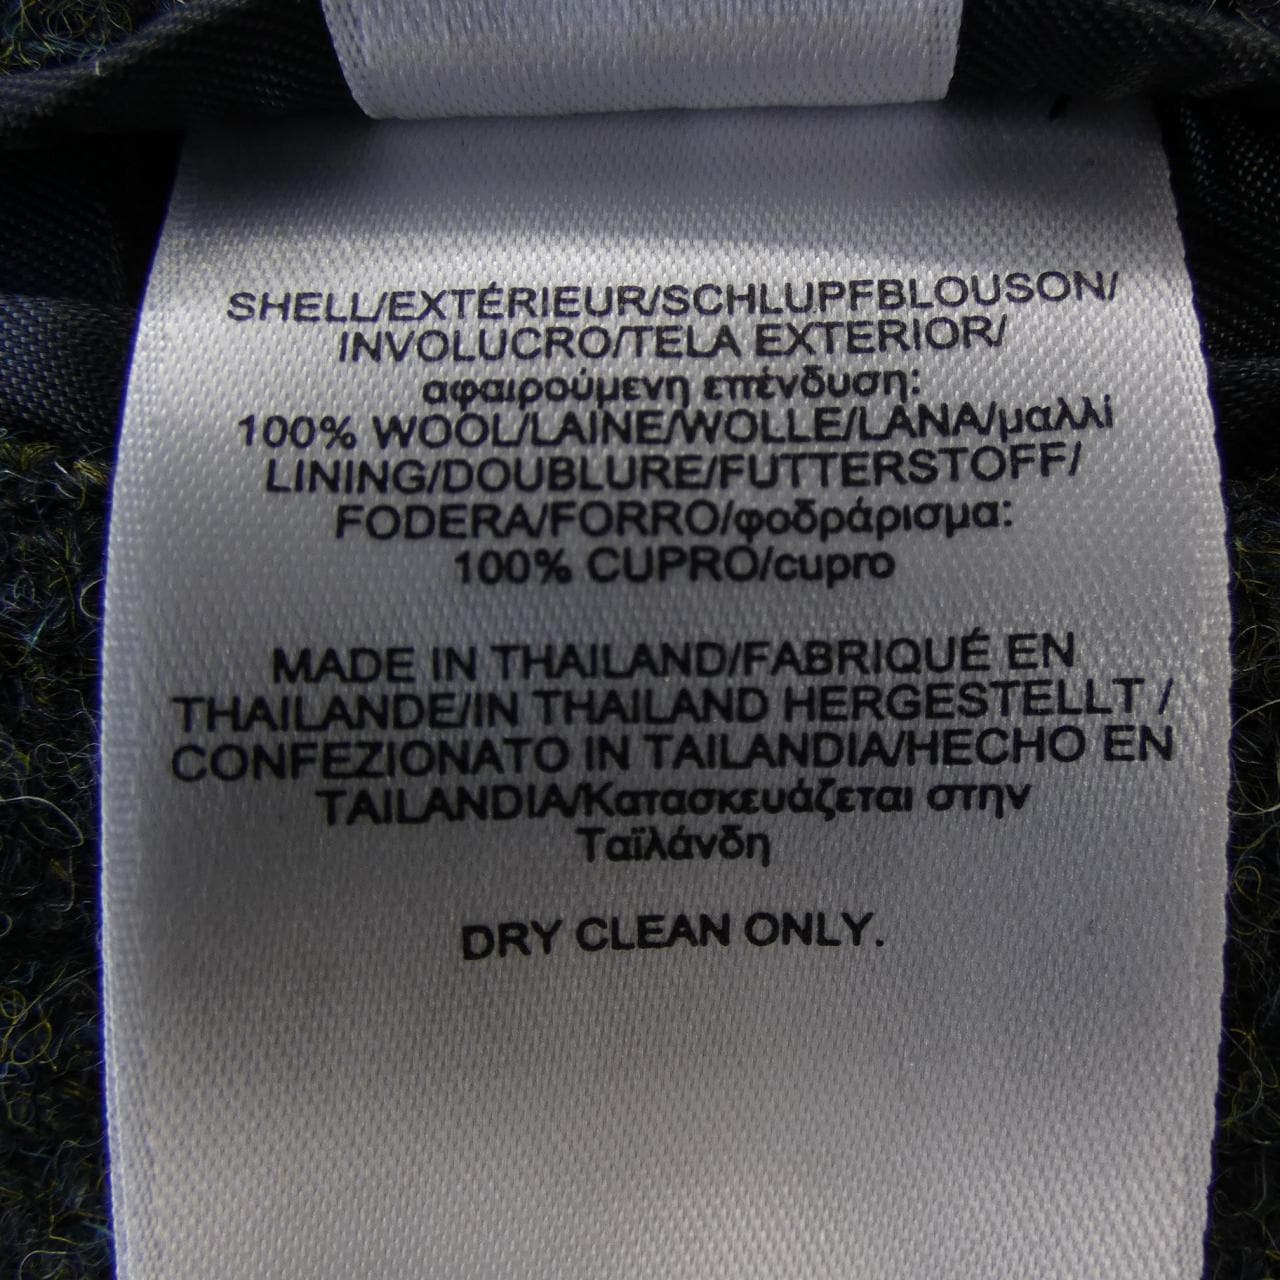 SHELL/EXTÉRIEUR/SCHLUPFBLOUSON/
INVOLUCRO/TELA EXTERIOR/
αφαιρούμενη επένδυση:
100% WOOL/LAINE/WOLLE/LANA/μαλλί
LINING/DOUBLURE/FUTTERSTOFF/
FODERA/FORRO/φοδράρισμα:
100% CUPRO/cupro
MADE IN THAILAND/FABRIQUÉ EN
THAILANDE/IN THAILAND HERGESTELLT /
CONFEZIONATO IN TAILANDIA/HECHO EN
TAILANDIA/Κατασκευάζεται στην
Ταϊλάνδη
DRY CLEAN ONLY.